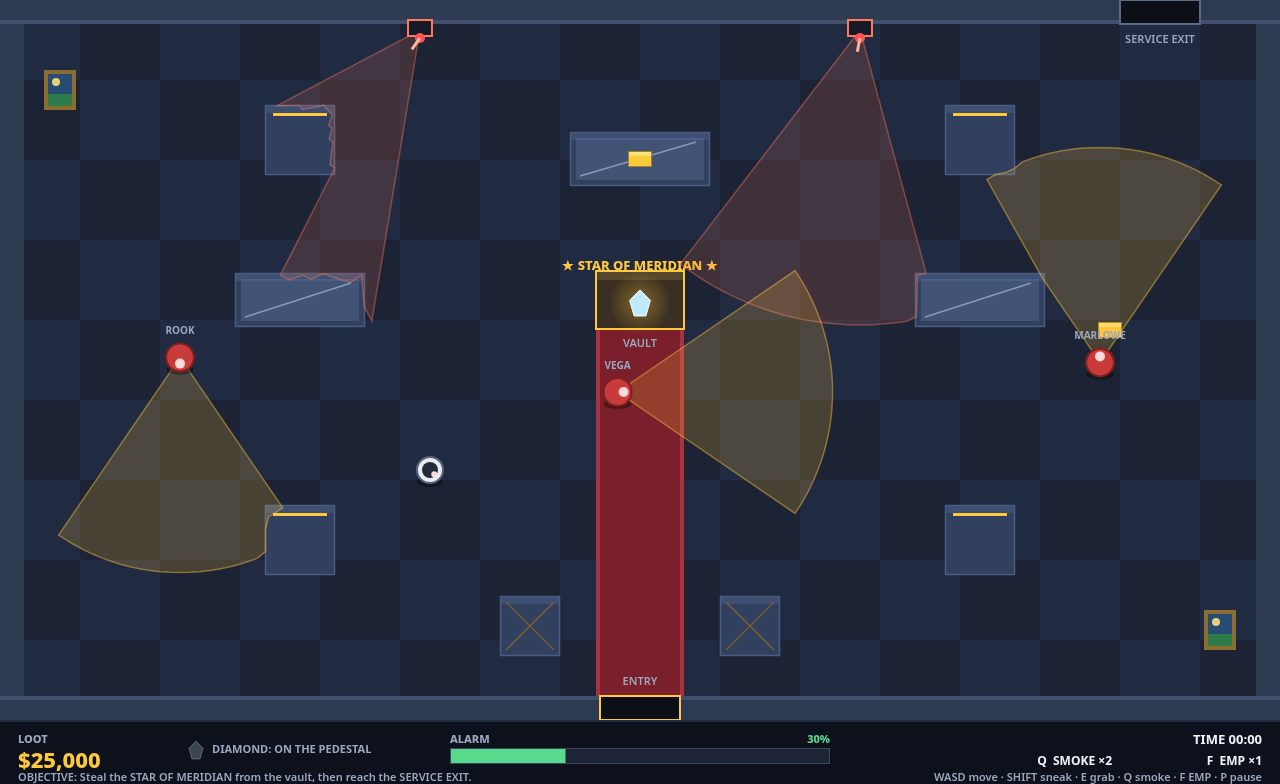 SERVICE EXIT
★ STAR OF MERIDIAN ★
ROOK
MARLOWE
VAULT
VEGA
ENTRY
LOOT
$25,000
DIAMOND: ON THE PEDESTAL
ALARM
30%
TIME 00:00
Q SMOKE ×2
F EMP ×1
OBJECTIVE: Steal the STAR OF MERIDIAN from the vault, then reach the SERVICE EXIT.
WASD move · SHIFT sneak · E grab · Q smoke · F EMP · P pause